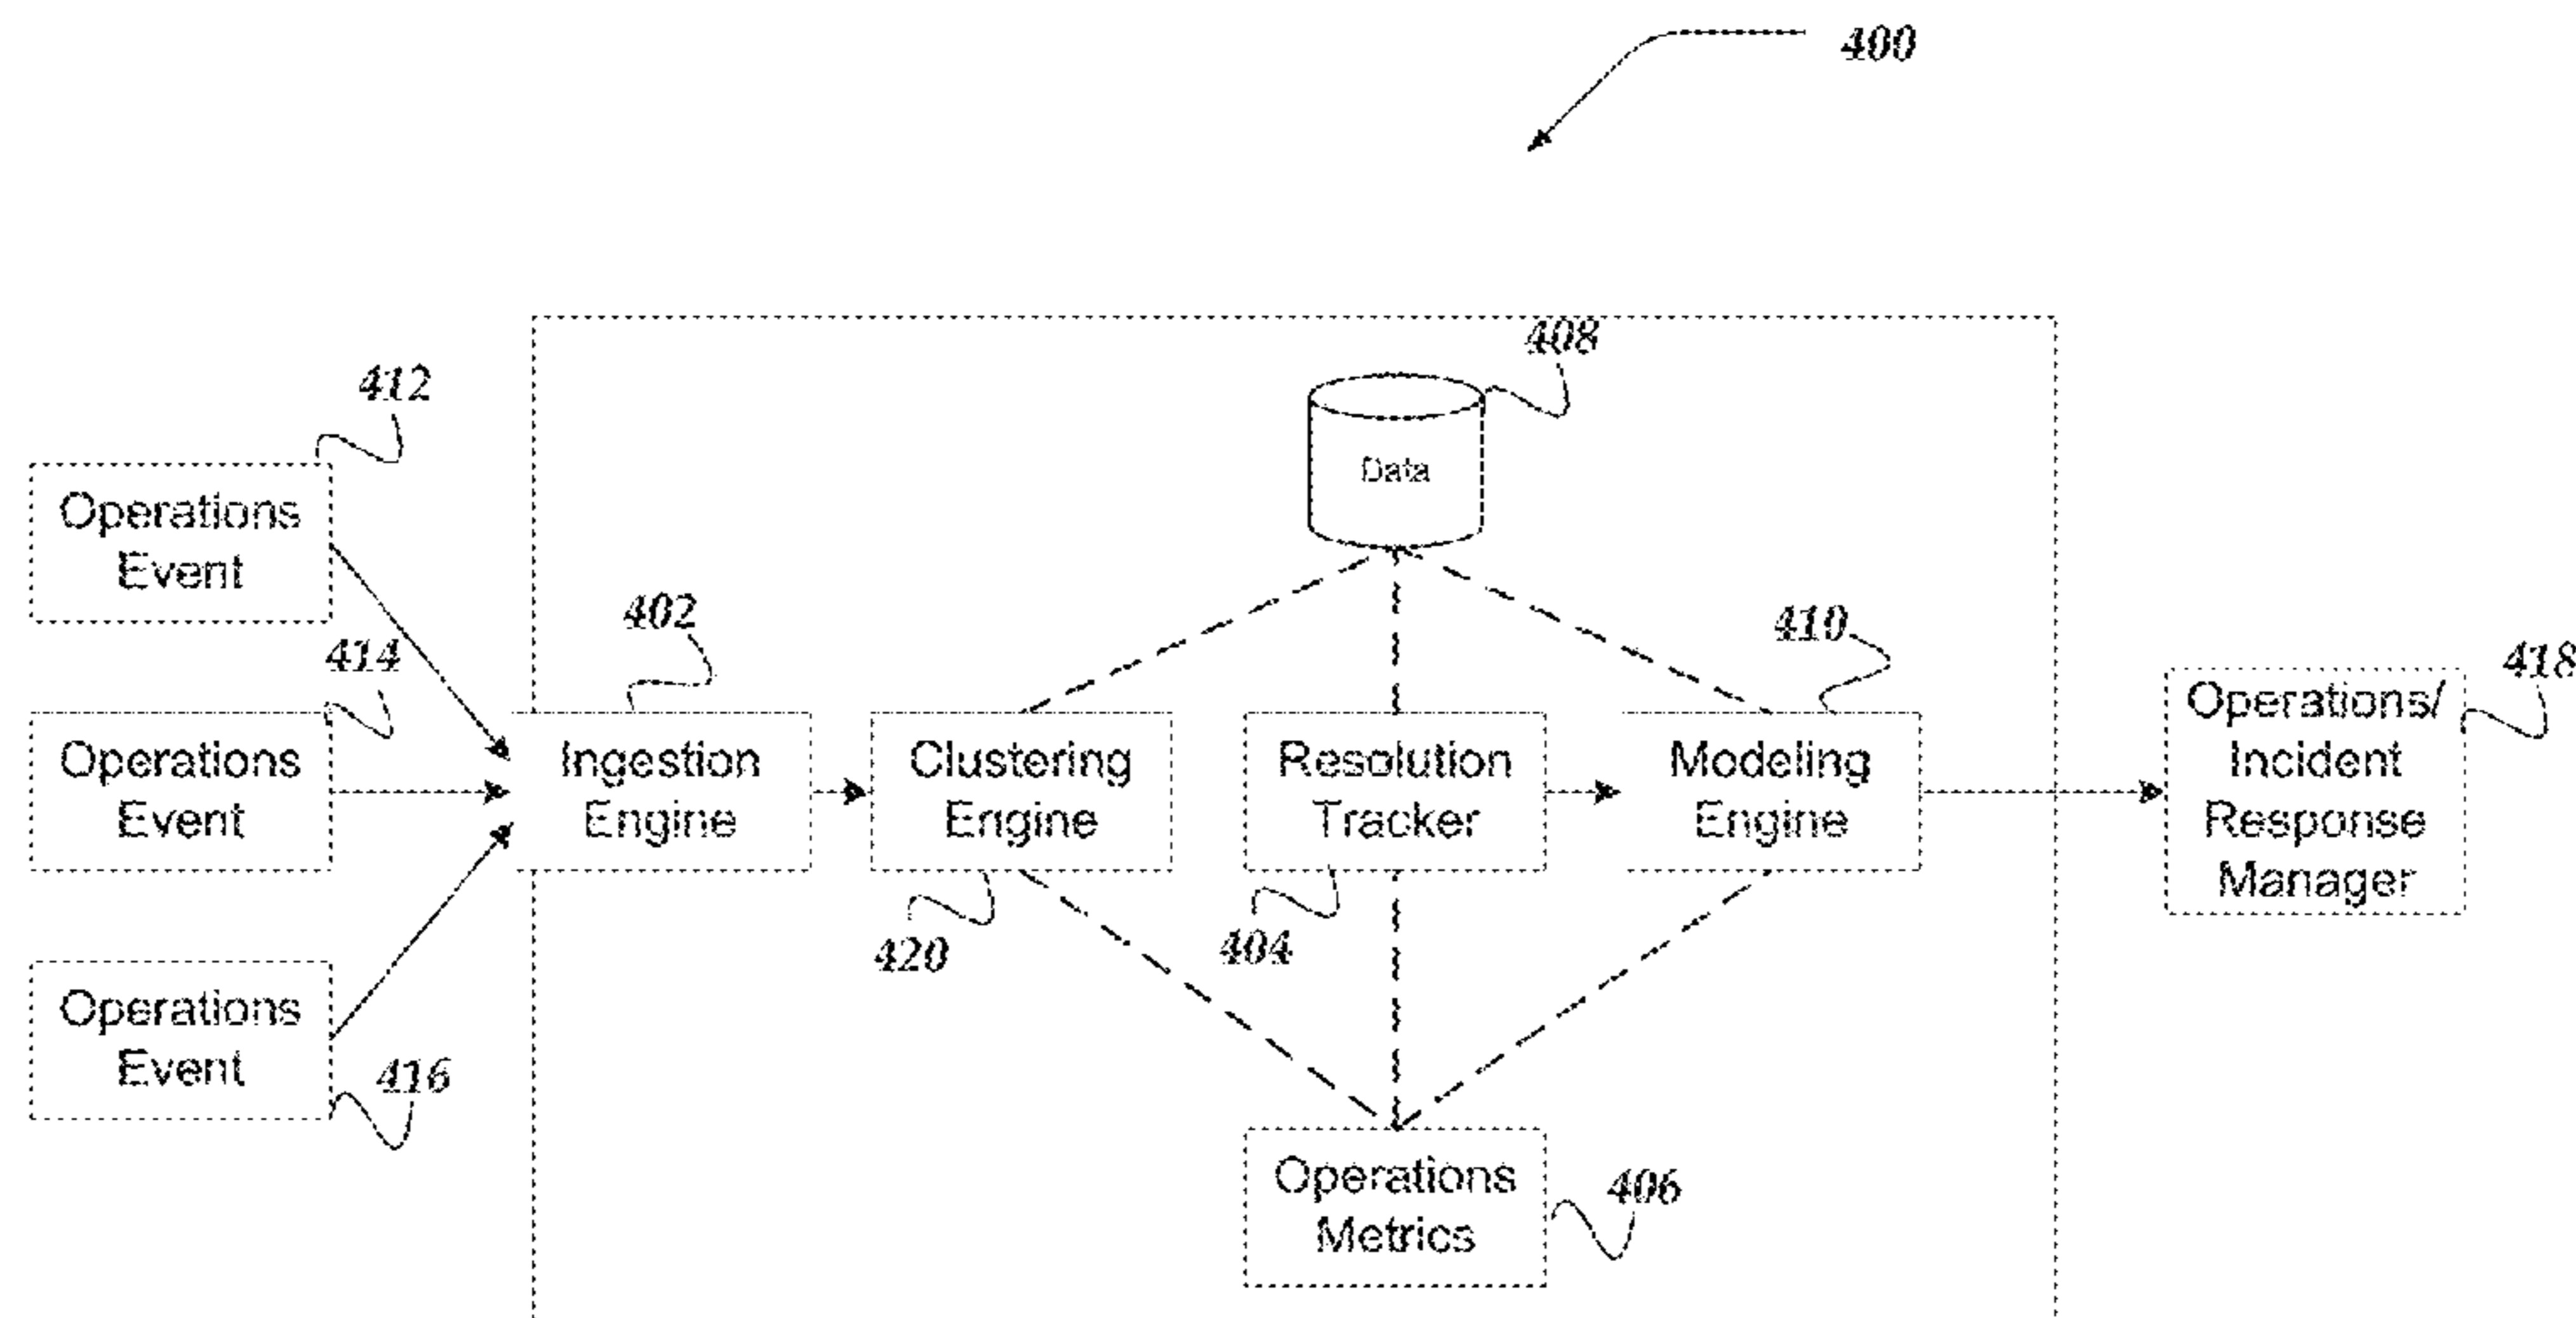 400
408
Data
412
Operations
Event
402
410
414
418
Operations
Event
Ingestion
Engine
Clustering
Engine
Resolution
Tracker
Modeling
Engine
Operations/
Incident
Response
Manager
420
404
Operations
Event
416
Operations
Metrics
406